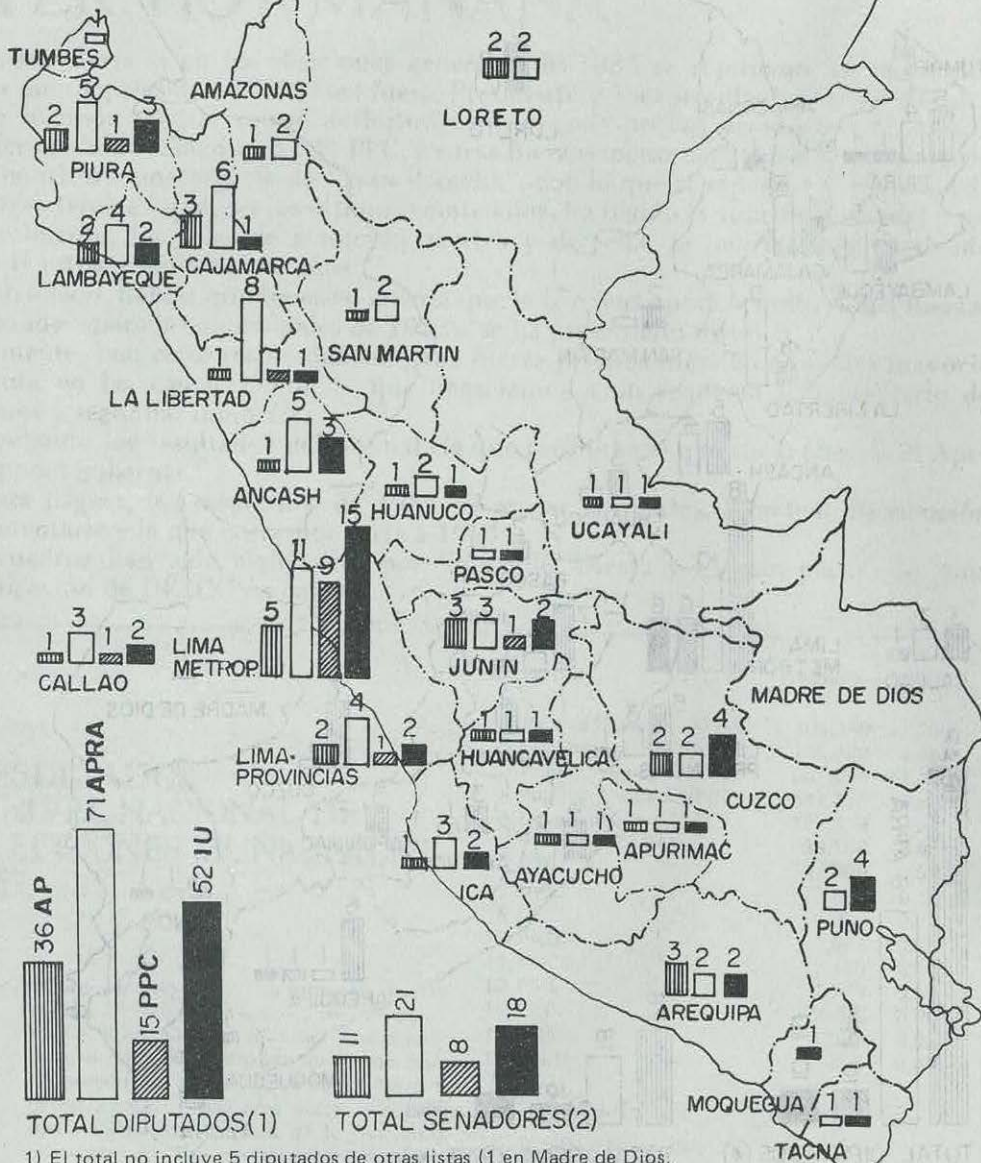 1
TUMBES
2 5 1 3
PIURA
AMAZONAS
1 2
2 2
LORETO
2 4 2
LAMBAYEQUE
3 6 1
CAJAMARCA
1 8 1 1
LA LIBERTAD
1 2
SAN MARTIN
1 5 3
ANCASH
1 2 1
HUANUCO
1 1 1
UCAYALI
1 1
PASCO
1 3 1 2
CALLAO
5 11 9 15
LIMA
METROP.
3 3 1 2
JUNIN
MADRE DE DIOS
2 4 1 2
LIMA-
PROVINCIAS
1 1 1
HUANCAVELICA
2 2 4
CUZCO
1 3 2
ICA
1 1 1
AYACUCHO
1 1 1
APURIMAC
2 4
PUNO
3 2 2
AREQUIPA
1
MOQUEGUA /
1 1
TACNA
36 AP
71 APRA
15 PPC
52 IU
TOTAL DIPUTADOS(1)
11 21 8 18
TOTAL SENADORES(2)
1) El total no incluye 5 diputados de otras listas (1 en Madre de Dios,